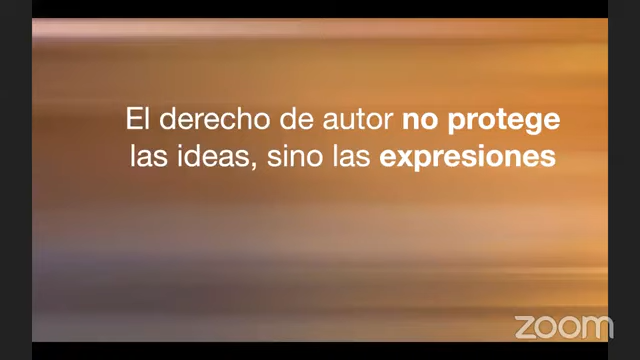 El derecho de autor no protege
las ideas, sino las expresiones
zoom